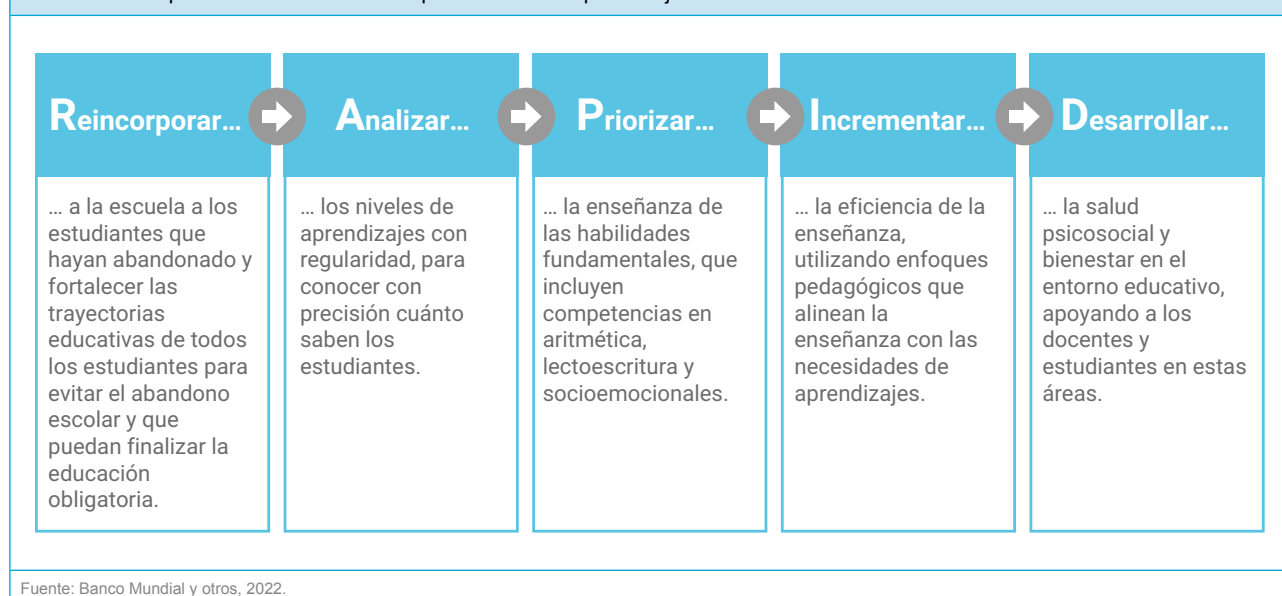 Reincorporar...
... a la escuela a los
estudiantes que
hayan abandonado y
fortalecer las
trayectorias
educativas de todos
los estudiantes para
evitar el abandono
escolar y que
puedan finalizar la
educación
obligatoria.
Analizar...
... los niveles de
aprendizajes con
regularidad, para
conocer con
precisión cuánto
saben los
estudiantes.
Priorizar...
... la enseñanza de
las habilidades
fundamentales, que
incluyen
competencias en
aritmética,
lectoescritura y
socioemocionales.
Incrementar...
... la eficiencia de la
enseñanza,
utilizando enfoques
pedagógicos que
alinean la
enseñanza con las
necesidades de
aprendizajes.
Desarrollar...
... la salud
psicosocial y
bienestar en el
entorno educativo,
apoyando a los
docentes y
estudiantes en estas
áreas.
Fuente: Banco Mundial y otros, 2022.